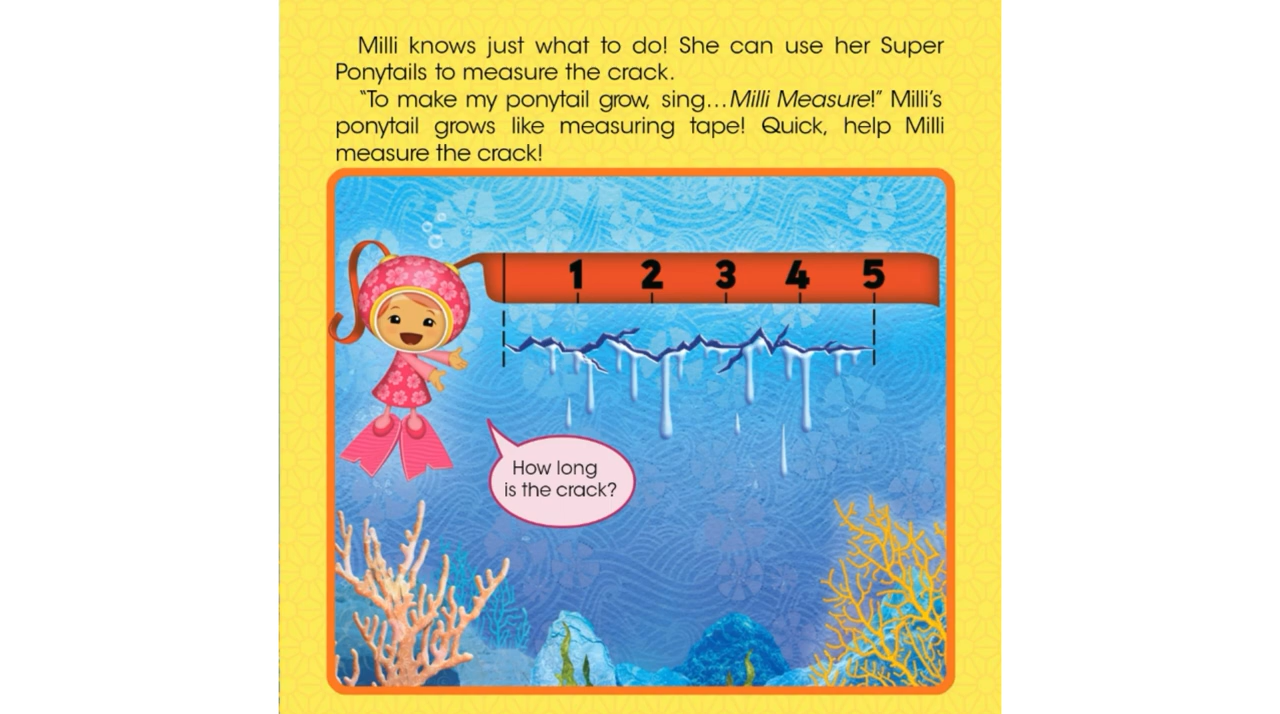 Milli knows just what to do! She can use her Super
Ponytails to measure the crack.
“To make my ponytail grow, sing...Milli Measure!” Milli’s
ponytail grows like measuring tape! Quick, help Milli
measure the crack!
1 2 3 4 5
How long
is the crack?